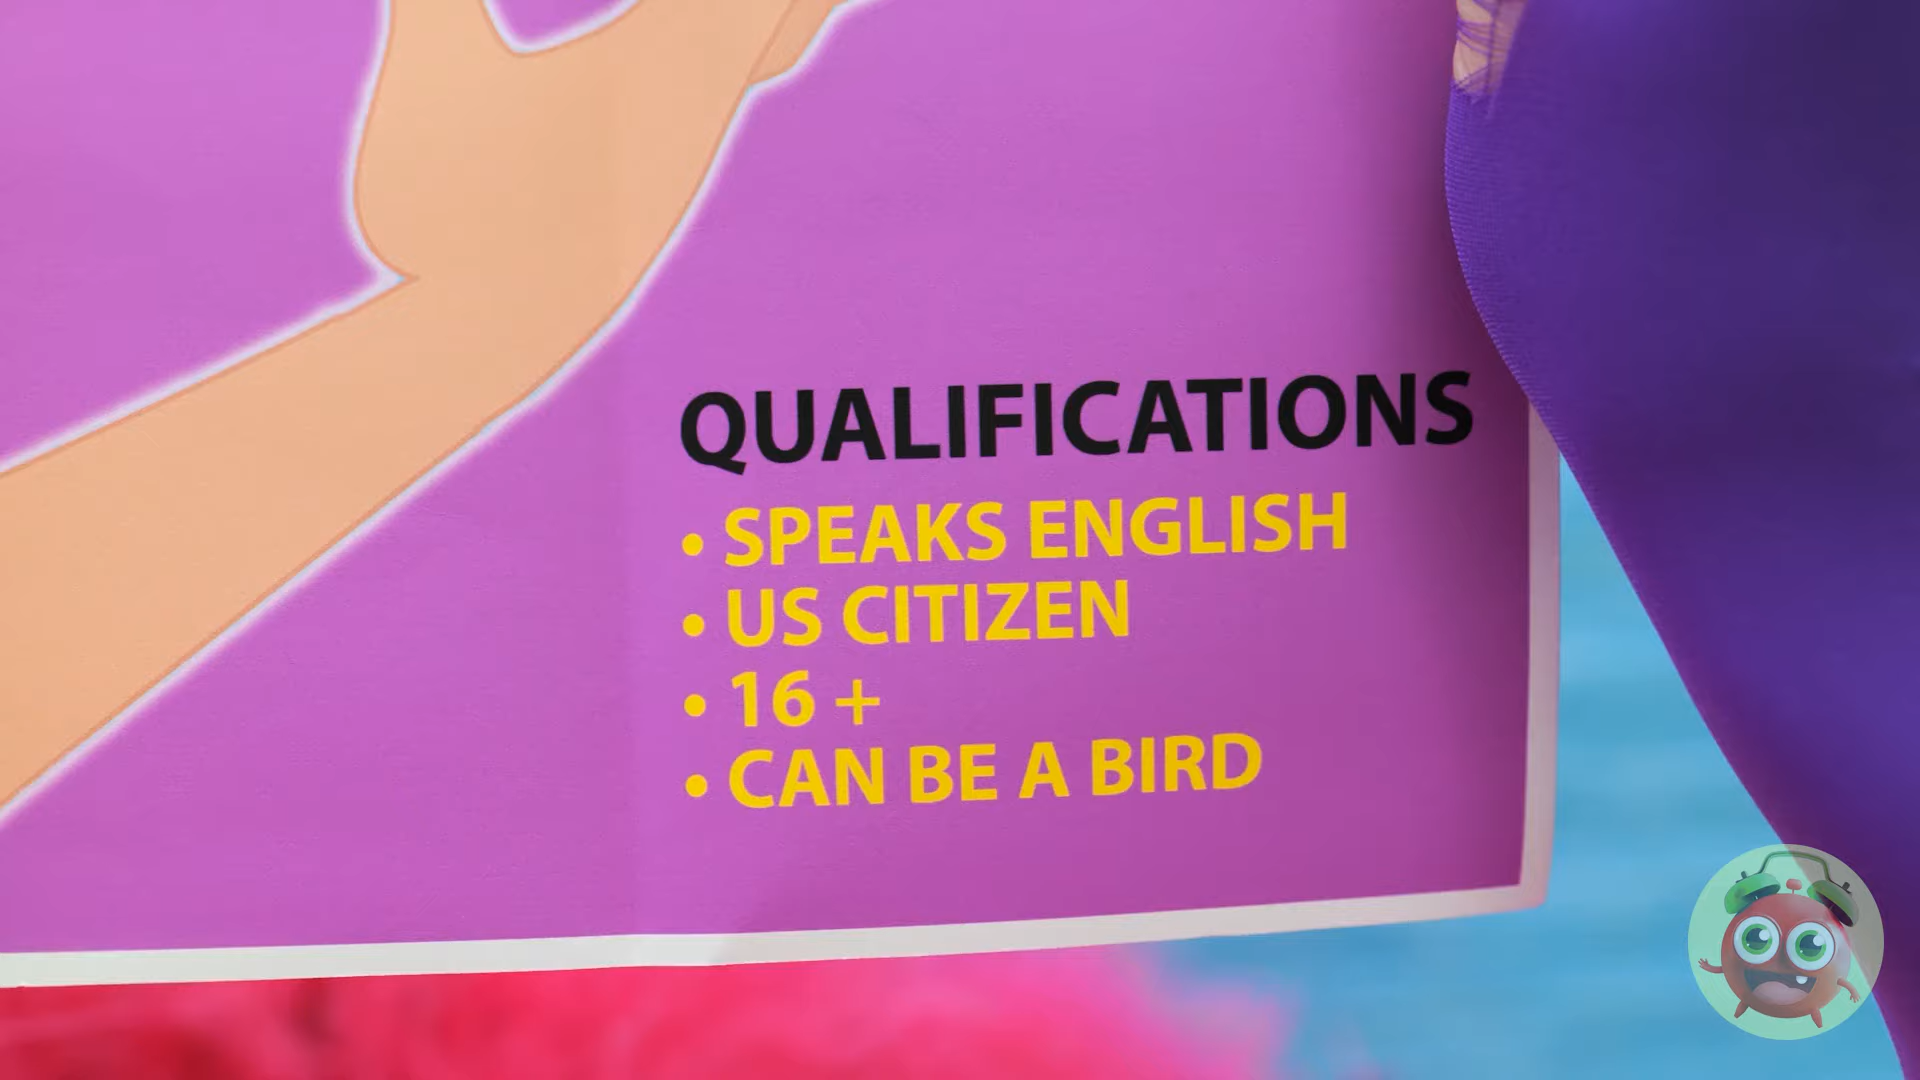 QUALIFICATIONS
• SPEAKS ENGLISH
• US CITIZEN
• 16 +
• CAN BE A BIRD